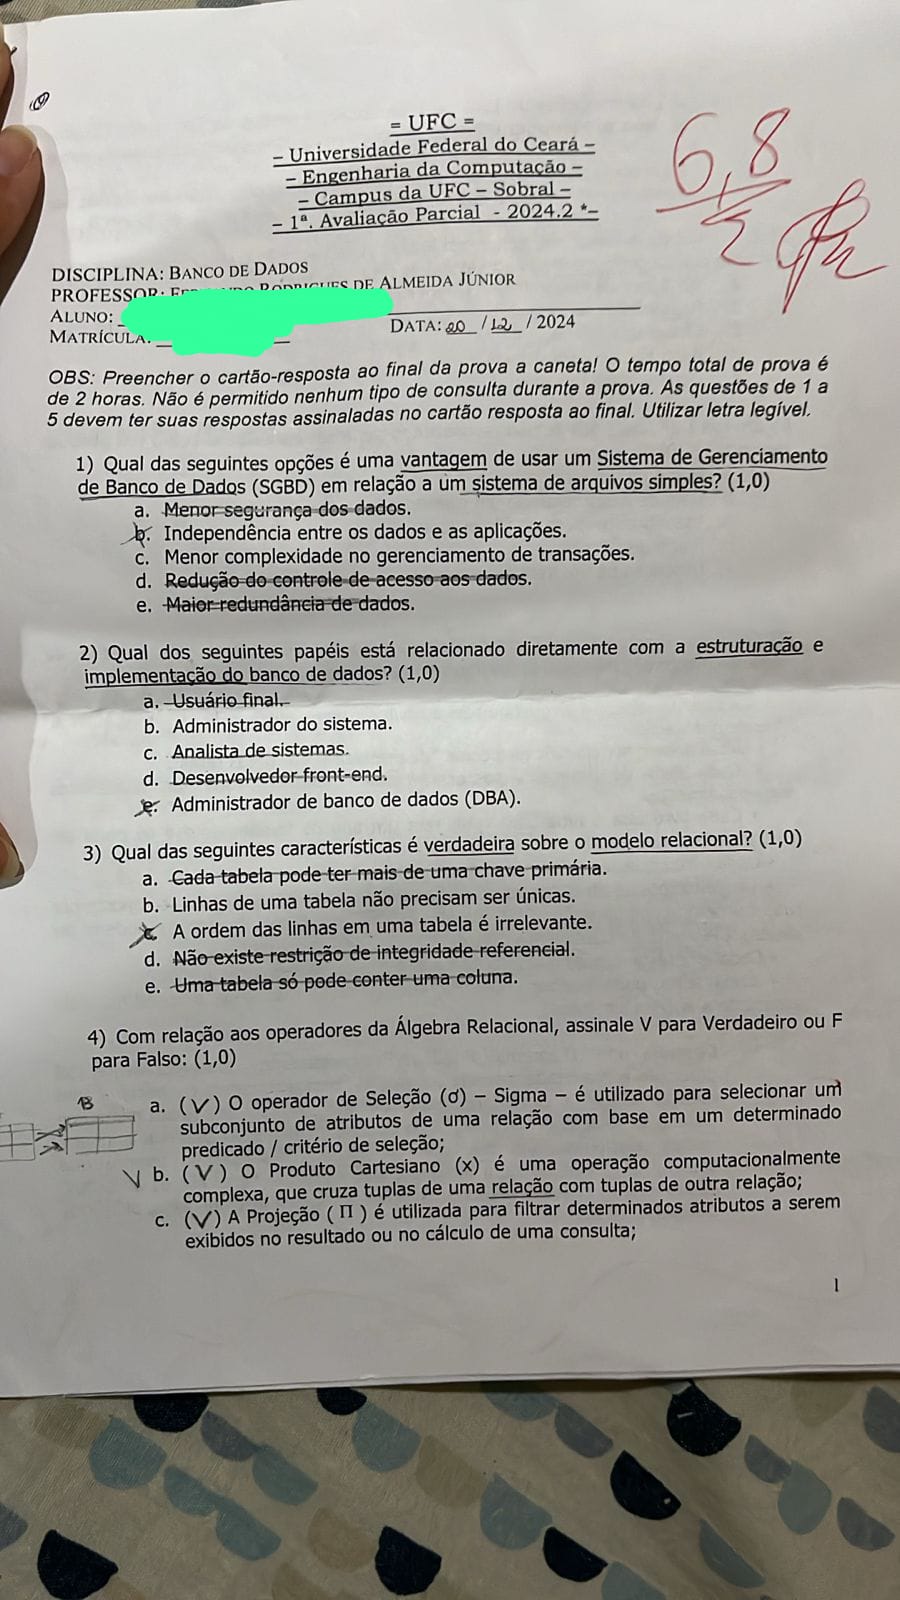 = UFC =
– Universidade Federal do Ceará –
– Engenharia da Computação –
– Campus da UFC – Sobral –
– 1ª. Avaliação Parcial - 2024.2 *–
6,8
DISCIPLINA: BANCO DE DADOS
PROFESSOR: RODRIGUES DE ALMEIDA JÚNIOR
ALUNO:
MATRÍCULA: DATA: 20 / 12 / 2024
OBS: Preencher o cartão-resposta ao final da prova a caneta! O tempo total de prova é
de 2 horas. Não é permitido nenhum tipo de consulta durante a prova. As questões de 1 a
5 devem ter suas respostas assinaladas no cartão resposta ao final. Utilizar letra legível.
1) Qual das seguintes opções é uma vantagem de usar um Sistema de Gerenciamento
de Banco de Dados (SGBD) em relação a um sistema de arquivos simples? (1,0)
a. Menor segurança dos dados.
b. Independência entre os dados e as aplicações.
c. Menor complexidade no gerenciamento de transações.
d. Redução do controle de acesso aos dados.
e. Maior redundância de dados.
2) Qual dos seguintes papéis está relacionado diretamente com a estruturação e
implementação do banco de dados? (1,0)
a. Usuário final.
b. Administrador do sistema.
c. Analista de sistemas.
d. Desenvolvedor front-end.
e. Administrador de banco de dados (DBA).
3) Qual das seguintes características é verdadeira sobre o modelo relacional? (1,0)
a. Cada tabela pode ter mais de uma chave primária.
b. Linhas de uma tabela não precisam ser únicas.
c. A ordem das linhas em uma tabela é irrelevante.
d. Não existe restrição de integridade referencial.
e. Uma tabela só pode conter uma coluna.
4) Com relação aos operadores da Álgebra Relacional, assinale V para Verdadeiro ou F
para Falso: (1,0)
B
a. (V) O operador de Seleção (σ) – Sigma – é utilizado para selecionar um
subconjunto de atributos de uma relação com base em um determinado
predicado / critério de seleção;
V b. (V) O Produto Cartesiano (x) é uma operação computacionalmente
complexa, que cruza tuplas de uma relação com tuplas de outra relação;
c. (V) A Projeção ( Π ) é utilizada para filtrar determinados atributos a serem
exibidos no resultado ou no cálculo de uma consulta;
1